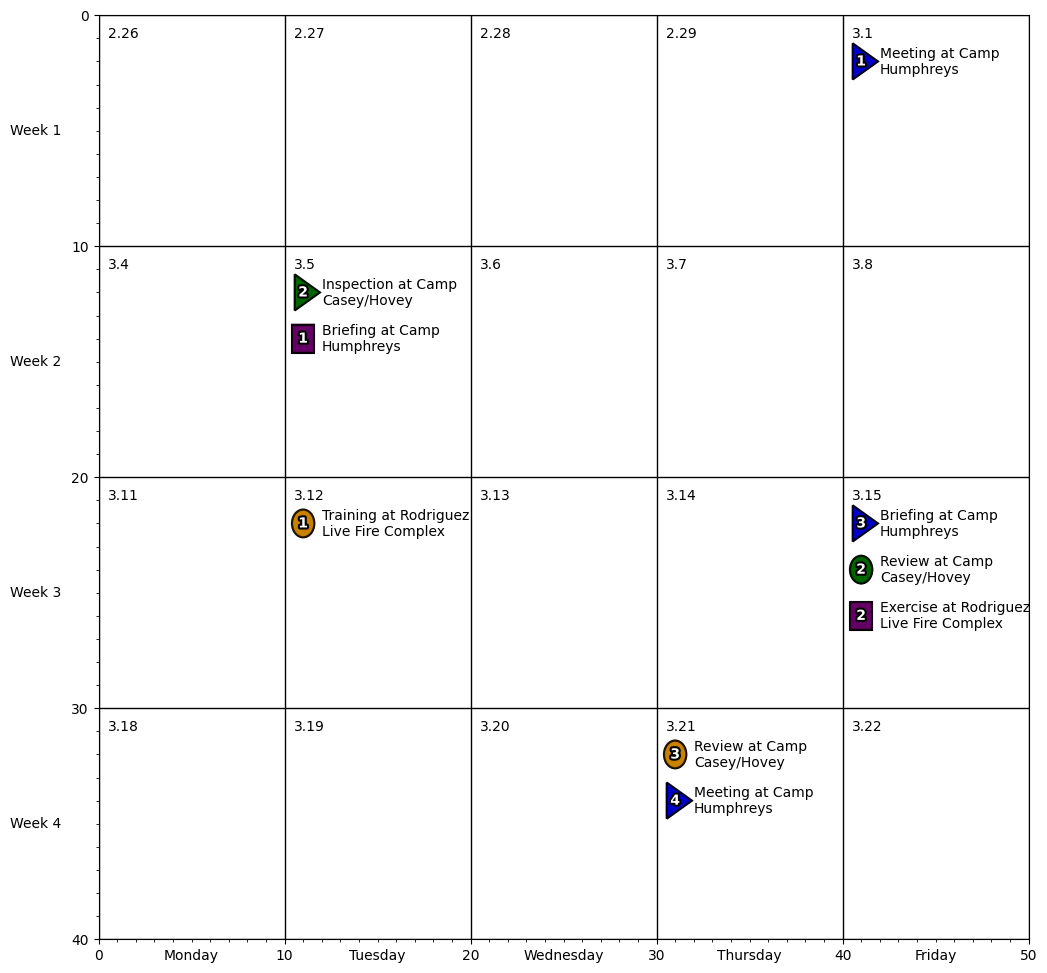 0
2.26
2.27
2.28
2.29
3.1
1 Meeting at Camp
Humphreys
Week 1
10
3.4
3.5
3.6
3.7
3.8
2 Inspection at Camp
Casey/Hovey
1 Briefing at Camp
Humphreys
Week 2
20
3.11
3.12
3.13
3.14
3.15
1 Training at Rodriguez
Live Fire Complex
3 Briefing at Camp
Humphreys
2 Review at Camp
Casey/Hovey
2 Exercise at Rodriguez
Live Fire Complex
Week 3
30
3.18
3.19
3.20
3.21
3.22
3 Review at Camp
Casey/Hovey
4 Meeting at Camp
Humphreys
Week 4
40
0 Monday 10 Tuesday 20 Wednesday 30 Thursday 40 Friday 50